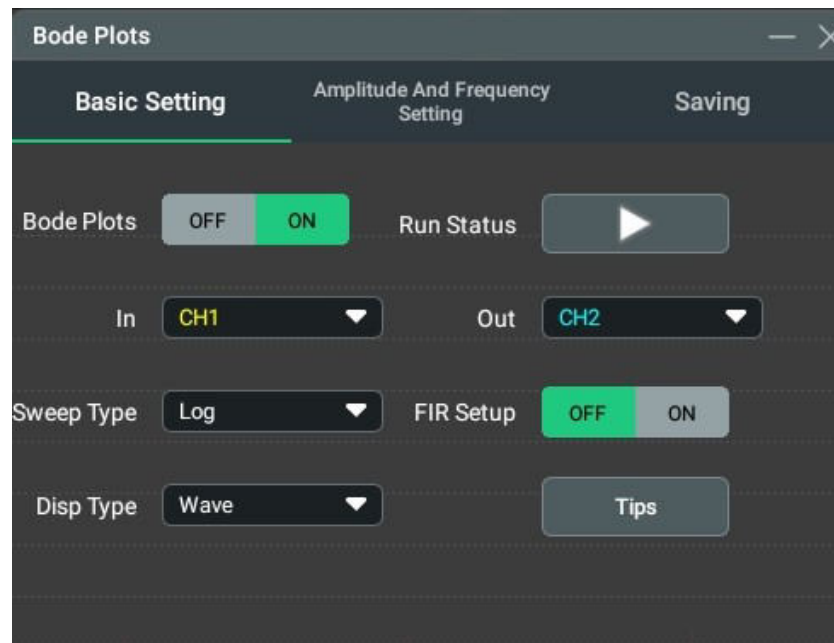 Bode Plots
Basic Setting
Amplitude And Frequency
Setting
Saving
Bode Plots
OFF
ON
Run Status
In
CH1
Out
CH2
Sweep Type
Log
FIR Setup
OFF
ON
Disp Type
Wave
Tips